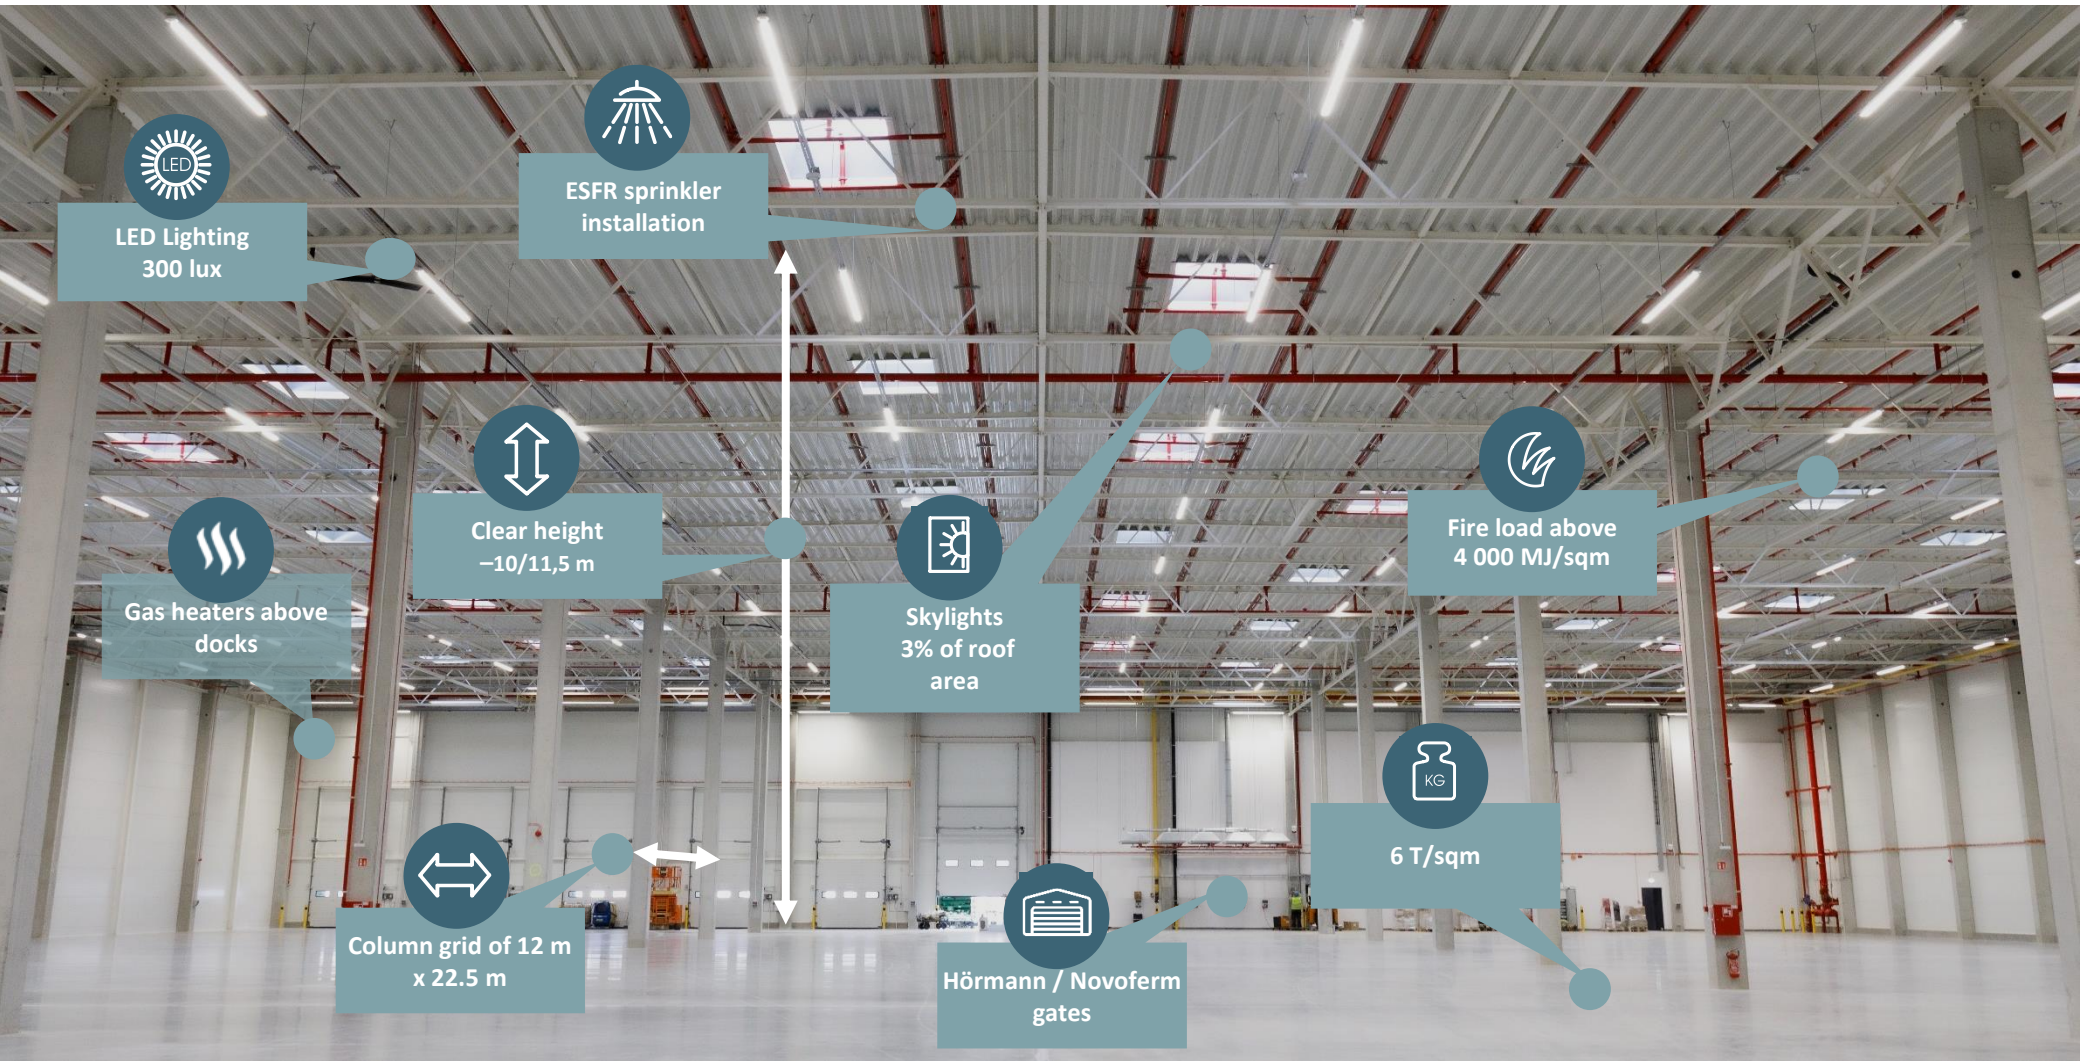 LED
LED Lighting
300 lux
ESFR sprinkler
installation
Clear height
–10/11,5 m
Gas heaters above
docks
Skylights
3% of roof
area
Fire load above
4 000 MJ/sqm
KG
6 T/sqm
Column grid of 12 m
x 22.5 m
Hörmann / Novoferm
gates